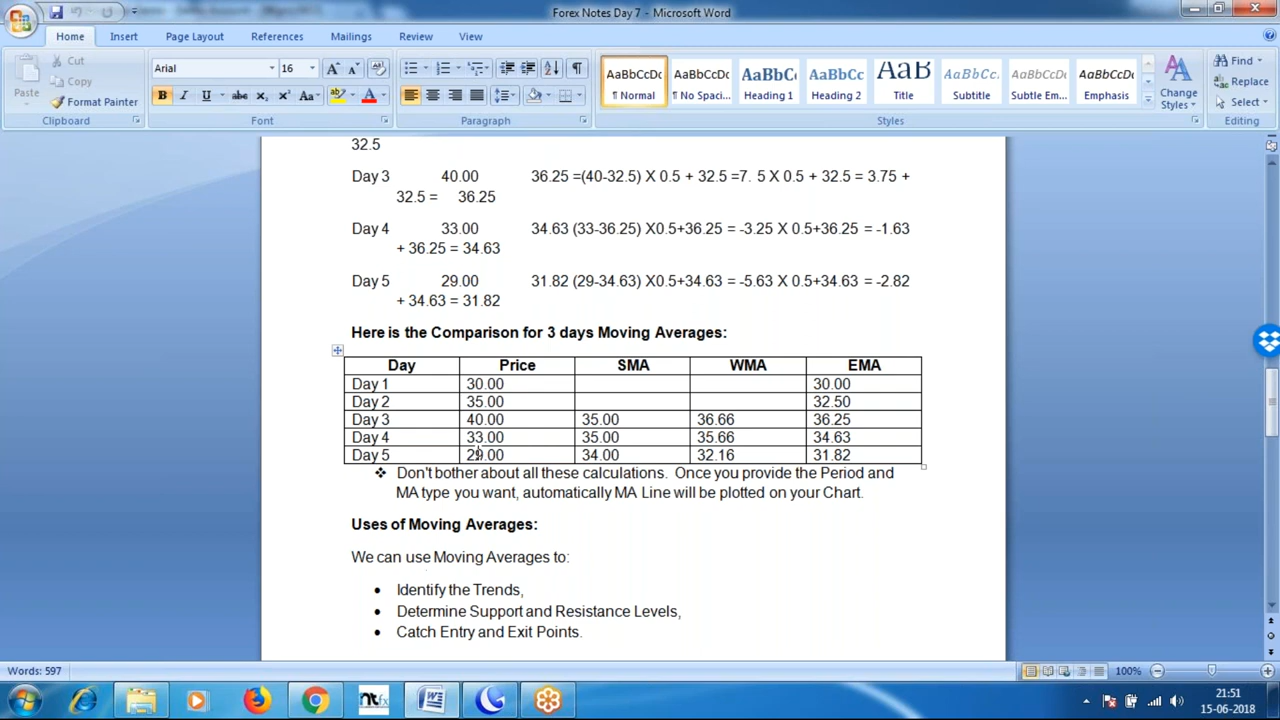 Forex Notes Day 7 - Microsoft Word
Home Insert Page Layout References Mailings Review View
Paste
Cut
Copy
Format Painter
Clipboard
Arial 16
Font
Paragraph
AaBbCcDc AaBbCcDc AaBbCc AaBbCc AaB AaBbCc. AaBbCcDc AaBbCcDc
¶ Normal ¶ No Spaci... Heading 1 Heading 2 Title Subtitle Subtle Em... Emphasis
Change Styles
Styles
Find
Replace
Select
Editing
32.5
Day 3 40.00 36.25 =(40-32.5) X 0.5 + 32.5 =7. 5 X 0.5 + 32.5 = 3.75 +
32.5 = 36.25
Day 4 33.00 34.63 (33-36.25) X0.5+36.25 = -3.25 X 0.5+36.25 = -1.63
+ 36.25 = 34.63
Day 5 29.00 31.82 (29-34.63) X0.5+34.63 = -5.63 X 0.5+34.63 = -2.82
+ 34.63 = 31.82
Here is the Comparison for 3 days Moving Averages:
Day Price SMA WMA EMA
Day 1 30.00 30.00
Day 2 35.00 32.50
Day 3 40.00 35.00 36.66 36.25
Day 4 33.00 35.00 35.66 34.63
Day 5 29.00 34.00 32.16 31.82
❖ Don't bother about all these calculations. Once you provide the Period and
MA type you want, automatically MA Line will be plotted on your Chart.
Uses of Moving Averages:
We can use Moving Averages to:
• Identify the Trends,
• Determine Support and Resistance Levels,
• Catch Entry and Exit Points.
Words: 597
100%
ntfx
21:51
15-06-2018